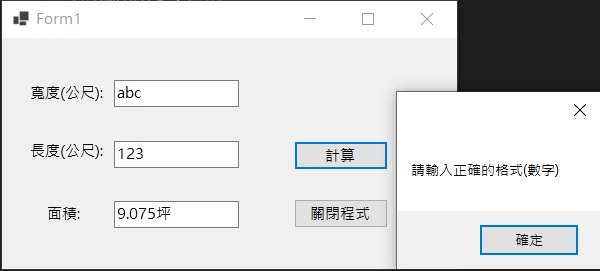 Form1
寬度(公尺): abc
長度(公尺): 123
計算
面積: 9.075坪
關閉程式
請輸入正確的格式(數字)
確定